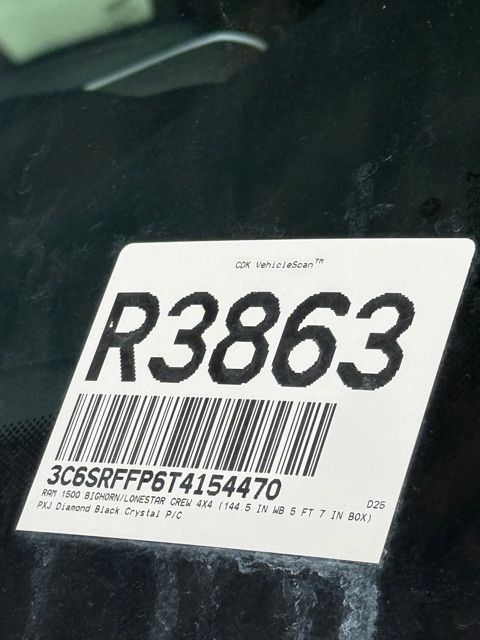 CDK VehicleScan™
R3863
3C6SRFFP6T4154470
RAM 1500 BIGHORN/LONESTAR CREW 4X4 (144.5 IN WB 5 FT 7 IN BOX)
D25
PXJ Diamond Black Crystal P/C